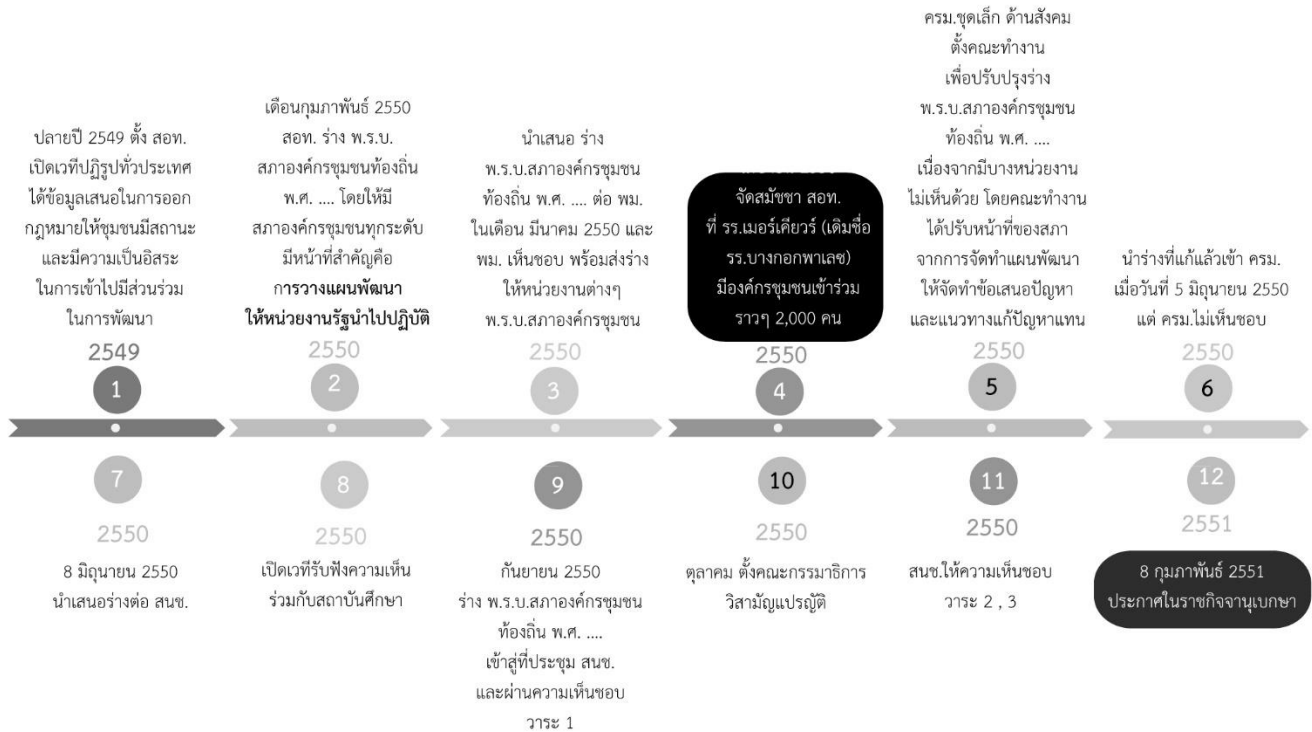 ปลายปี 2549 ตั้ง สอท.
เปิดเวทีปฏิรูปทั่วประเทศ
ได้ข้อมูลเสนอในการออก
กฎหมายให้ชุมชนมีสถานะ
และมีความเป็นอิสระ
ในการเข้าไปมีส่วนร่วม
ในการพัฒนา
2549
1
เดือนกุมภาพันธ์ 2550
สอท. ร่าง พ.ร.บ.
สภาองค์กรชุมชนท้องถิ่น
พ.ศ. .... โดยให้มี
สภาองค์กรชุมชนทุกระดับ
มีหน้าที่สำคัญคือ
การวางแผนพัฒนา
ให้หน่วยงานรัฐนำไปปฏิบัติ
2550
2
นำเสนอ ร่าง
พ.ร.บ.สภาองค์กรชุมชน
ท้องถิ่น พ.ศ. .... ต่อ พม.
ในเดือน มีนาคม 2550 และ
พม. เห็นชอบ พร้อมส่งร่าง
ให้หน่วยงานต่างๆ
พ.ร.บ.สภาองค์กรชุมชน
2550
3
จัดสมัชชา สอท.
ที่ รร.เมอร์เคียวร์ (เดิมชื่อ
รร.บางกอกพาเลซ)
มีองค์กรชุมชนเข้าร่วม
ราวๆ 2,000 คน
2550
4
ครม.ชุดเล็ก ด้านสังคม
ตั้งคณะทำงาน
เพื่อปรับปรุงร่าง
พ.ร.บ.สภาองค์กรชุมชน
ท้องถิ่น พ.ศ. ....
เนื่องจากมีบางหน่วยงาน
ไม่เห็นด้วย โดยคณะทำงาน
ได้ปรับหน้าที่ของสภา
จากการจัดทำแผนพัฒนา
ให้จัดทำข้อเสนอปัญหา
และแนวทางแก้ปัญหาแทน
2550
5
นำร่างที่แก้แล้วเข้า ครม.
เมื่อวันที่ 5 มิถุนายน 2550
แต่ ครม.ไม่เห็นชอบ
2550
6
7
2550
8 มิถุนายน 2550
นำเสนอร่างต่อ สนช.
8
2550
เปิดเวทีรับฟังความเห็น
ร่วมกับสถาบันศึกษา
9
2550
กันยายน 2550
ร่าง พ.ร.บ.สภาองค์กรชุมชน
ท้องถิ่น พ.ศ. ....
เข้าสู่ที่ประชุม สนช.
และผ่านความเห็นชอบ
วาระ 1
10
2550
ตุลาคม ตั้งคณะกรรมาธิการ
วิสามัญแปรญัติ
11
2550
สนช.ให้ความเห็นชอบ
วาระ 2 , 3
12
2551
8 กุมภาพันธ์ 2551
ประกาศในราชกิจจานุเบกษา